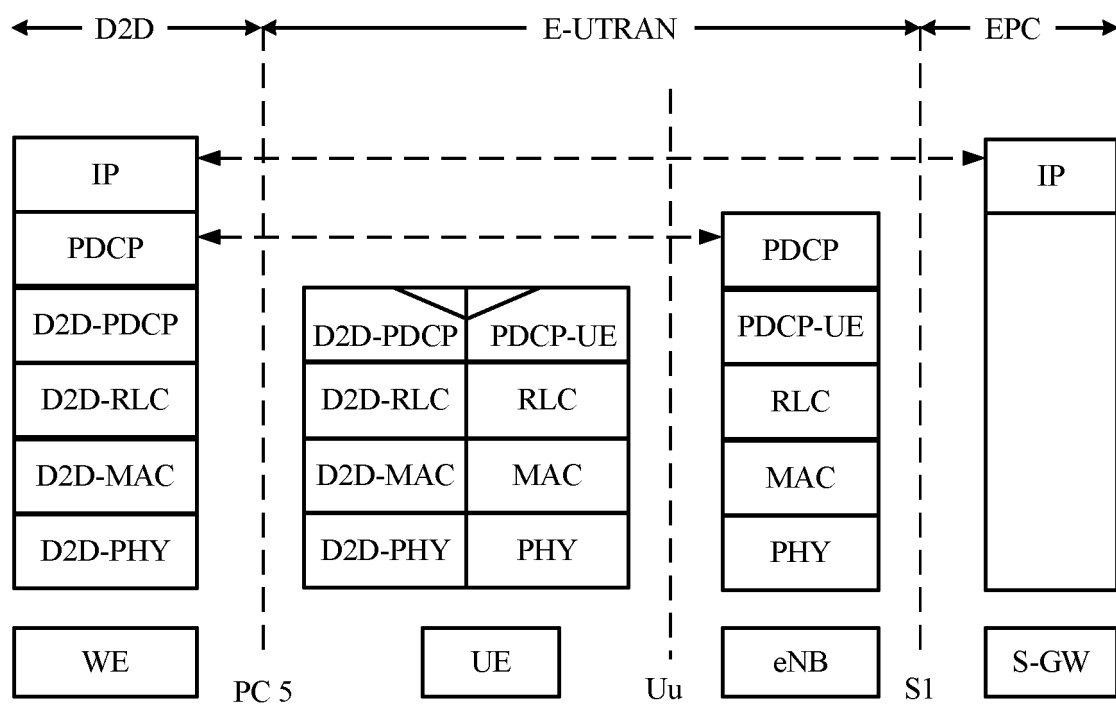 D2D E-UTRAN EPC
IP IP
PDCP PDCP
D2D-PDCP D2D-PDCP PDCP-UE PDCP-UE
D2D-RLC D2D-RLC RLC RLC
D2D-MAC D2D-MAC MAC MAC
D2D-PHY D2D-PHY PHY PHY
WE UE eNB S-GW
PC 5 Uu S1